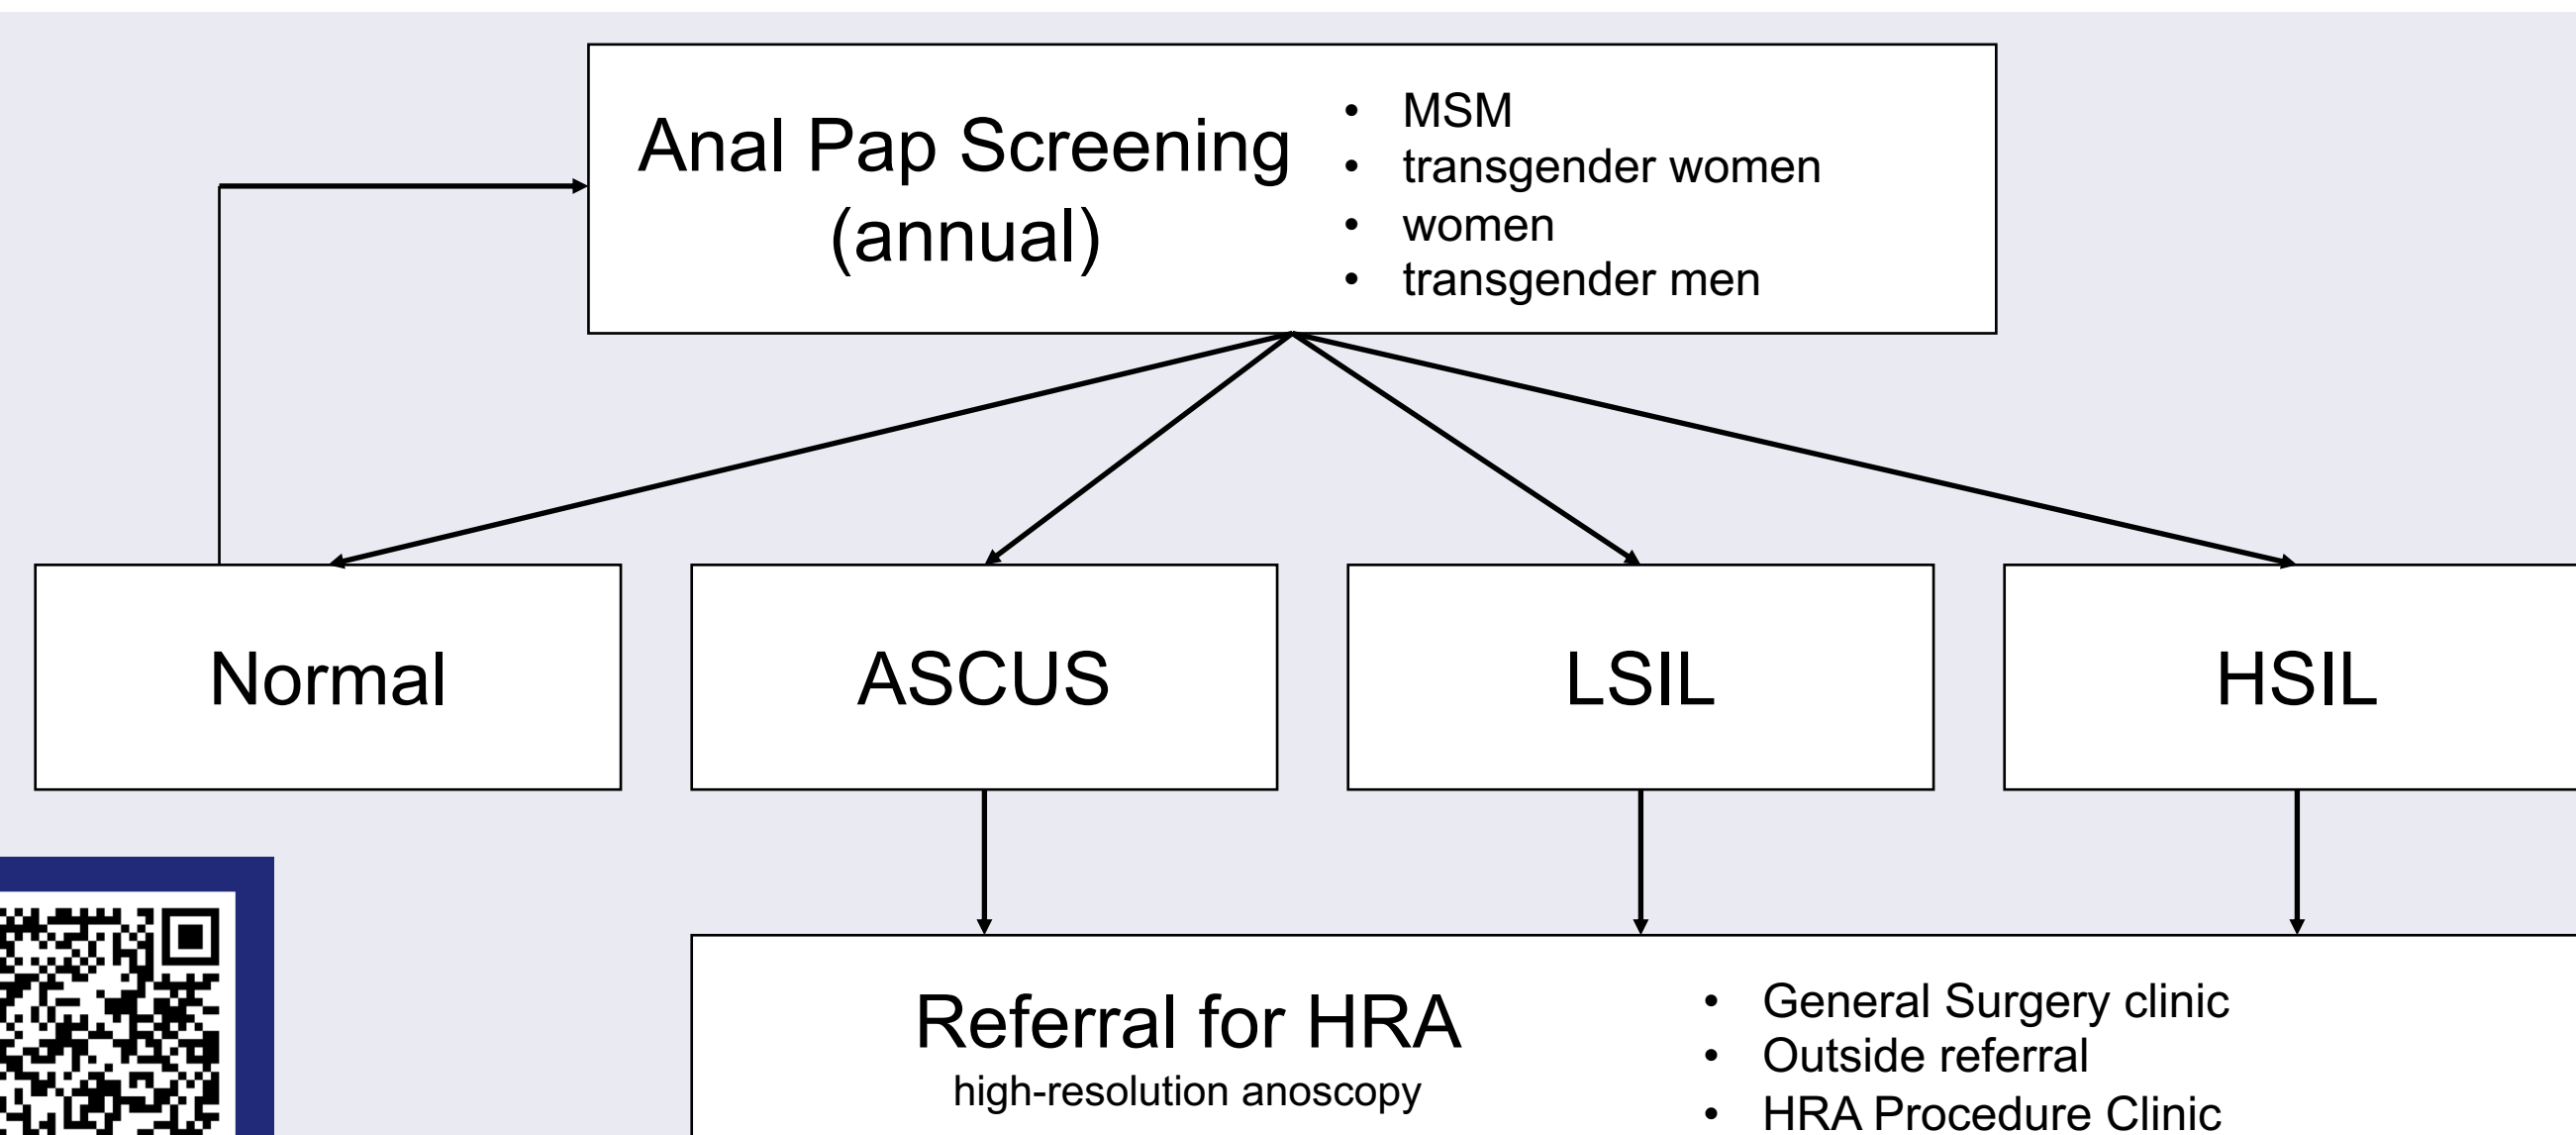 Anal Pap Screening
(annual)
• MSM
• transgender women
• women
• transgender men
Normal
ASCUS
LSIL
HSIL
Referral for HRA
high-resolution anoscopy
• General Surgery clinic
• Outside referral
• HRA Procedure Clinic